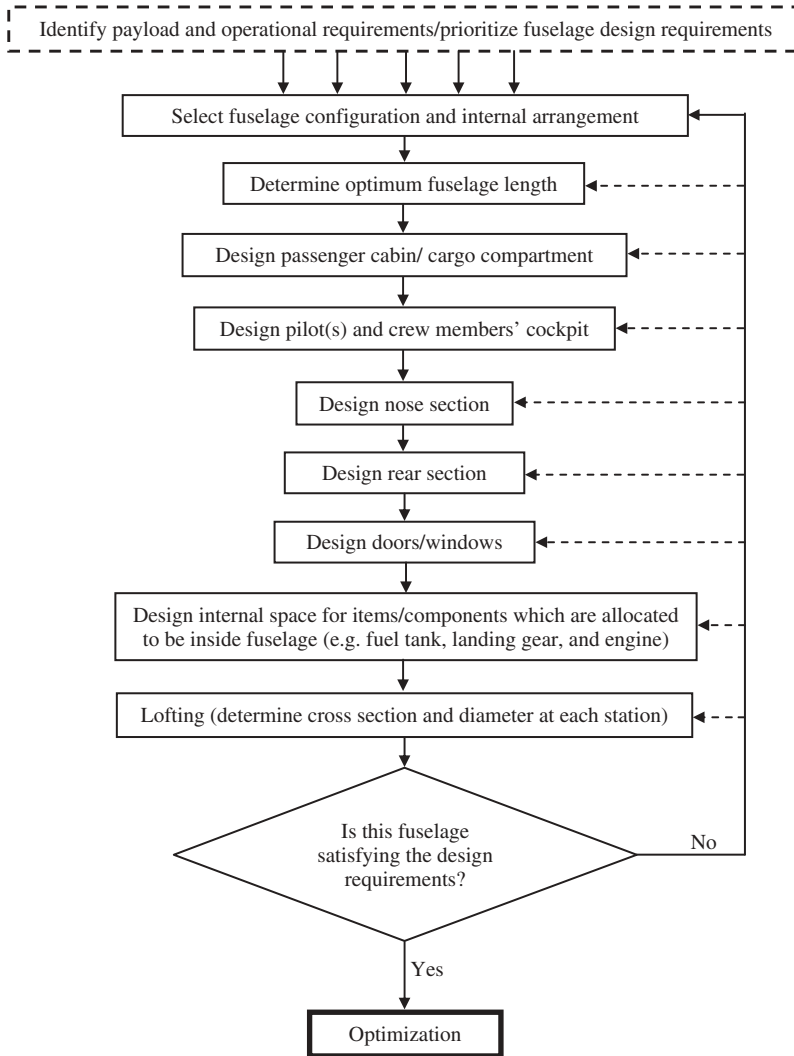 Identify payload and operational requirements/prioritize fuselage design requirements
Select fuselage configuration and internal arrangement
Determine optimum fuselage length
Design passenger cabin/ cargo compartment
Design pilot(s) and crew members’ cockpit
Design nose section
Design rear section
Design doors/windows
Design internal space for items/components which are allocated
to be inside fuselage (e.g. fuel tank, landing gear, and engine)
Lofting (determine cross section and diameter at each station)
Is this fuselage
satisfying the design
requirements?
No
Yes
Optimization